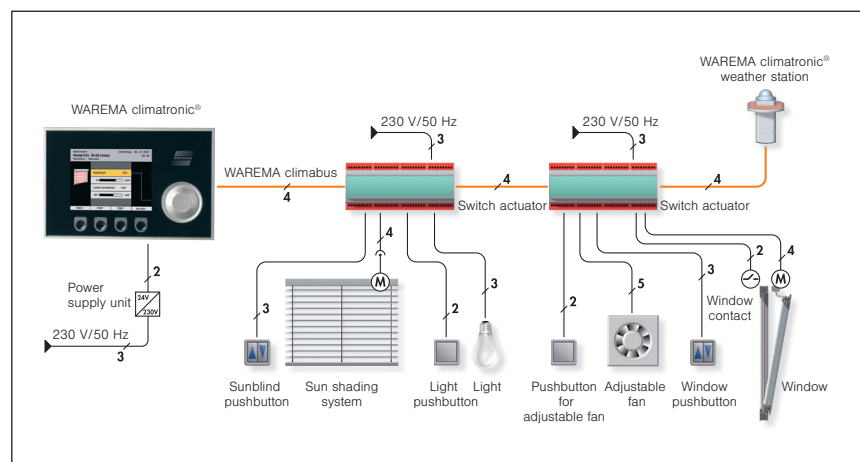 WAREMA climatronic®
weather station
WAREMA climatronic®
230 V/50 Hz
3
230 V/50 Hz
3
WAREMA climabus
4
4
4
Switch actuator
Switch actuator
2
Power
supply unit
24V
230V
230 V/50 Hz
3
3
4
M
2
3
2
5
3
2
4
M
Window
contact
Sunblind
pushbutton
Sun shading
system
Light
pushbutton
Light
Pushbutton
for
adjustable fan
Adjustable
fan
Window
pushbutton
Window